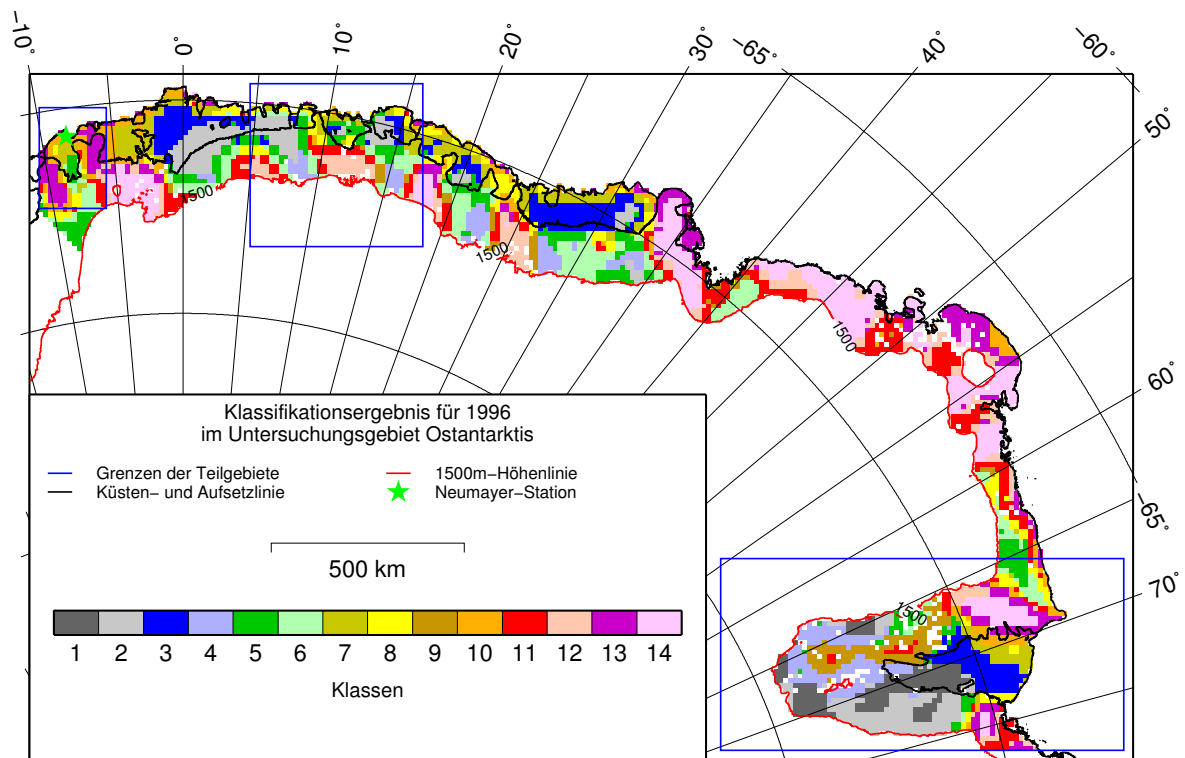 −10˚
0˚
10˚
20˚
30˚
−65˚
40˚
−60˚
50˚
60˚
−65˚
70˚
1500
1500
1500
1500
Klassifikationsergebnis für 1996
im Untersuchungsgebiet Ostantarktis
Grenzen der Teilgebiete
1500m−Höhenlinie
Küsten− und Aufsetzlinie
Neumayer−Station
500 km
1 2 3 4 5 6 7 8 9 10 11 12 13 14
Klassen